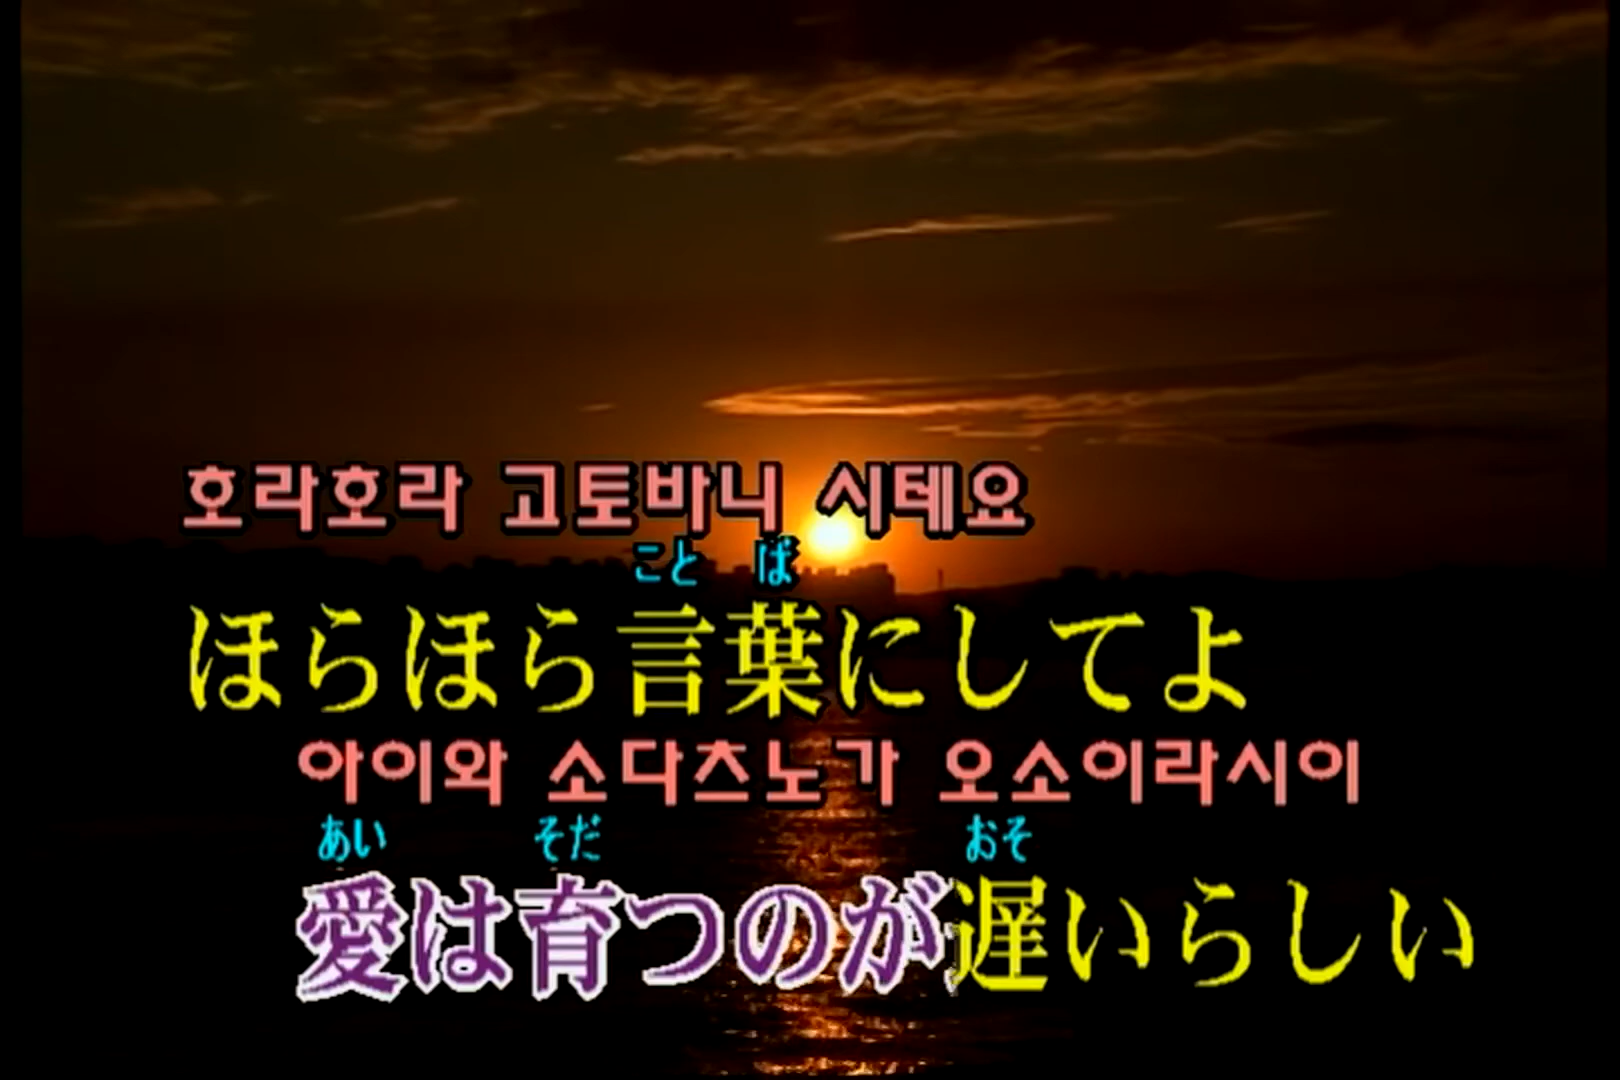 호라호라 고토바니 시테요
こと ば
ほらほら言葉にしてよ
아이와 소다츠노가 오소이라시이
あい そだ おそ
愛は育つのが遅いらしい